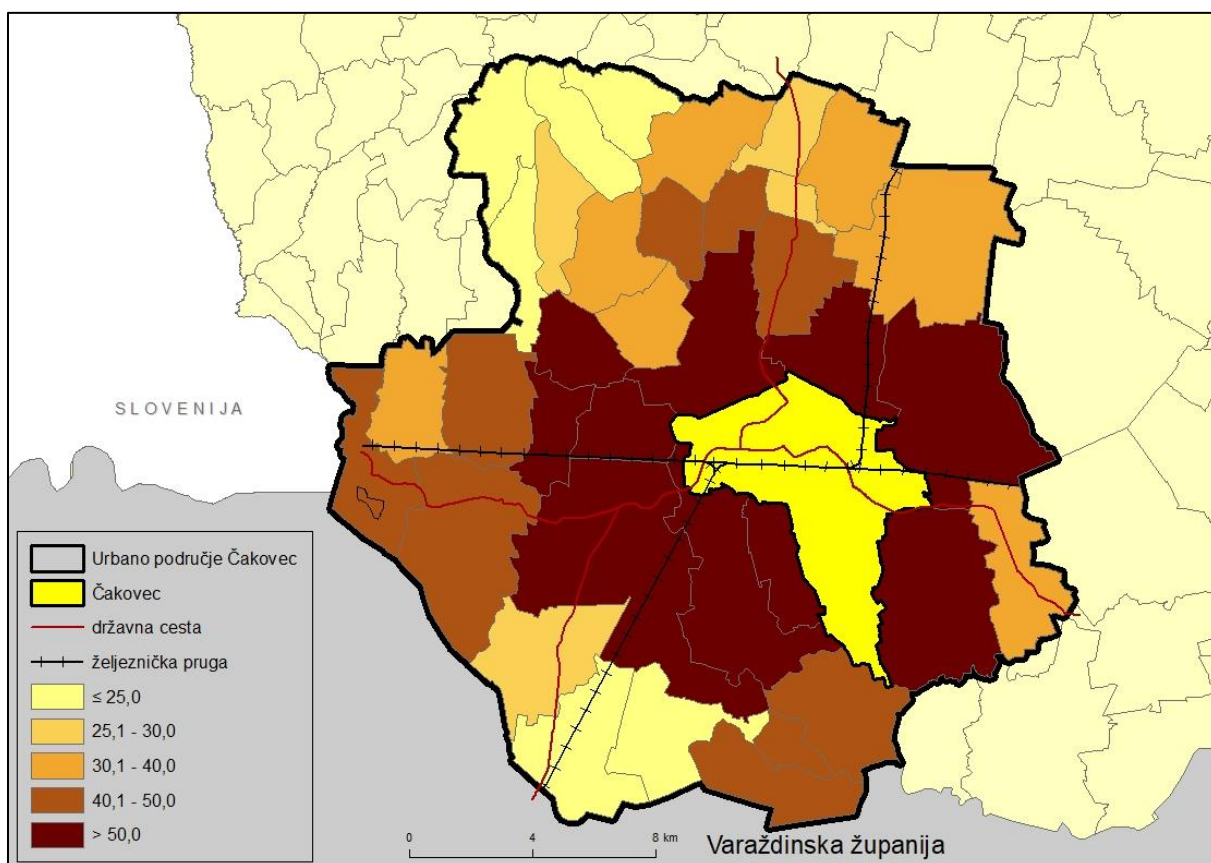 SLOVENIJA
Urbano područje Čakovec
Čakovec
državna cesta
željeznička pruga
≤ 25,0
25,1 - 30,0
30,1 - 40,0
40,1 - 50,0
> 50,0
0 4 8 km
Varaždinska županija